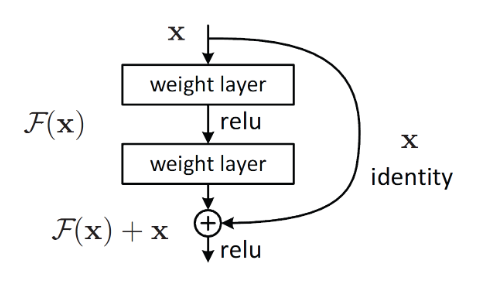 x
weight layer
relu
F(x)
weight layer
x
identity
F(x) + x
relu